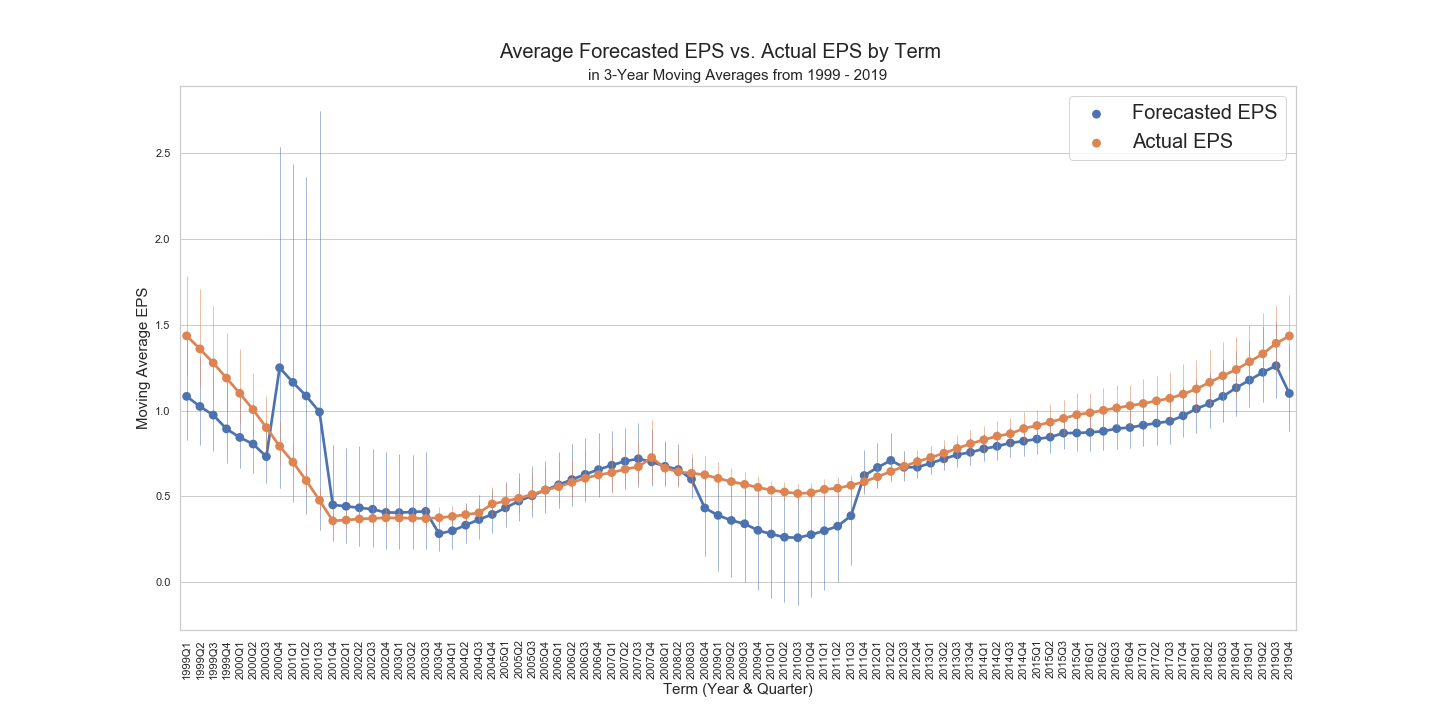 Average Forecasted EPS vs. Actual EPS by Term
in 3-Year Moving Averages from 1999 - 2019
Forecasted EPS
Actual EPS
Moving Average EPS
2.5
2.0
1.5
1.0
0.5
0.0
1999Q1
1999Q2
1999Q3
1999Q4
2000Q1
2000Q2
2000Q3
2000Q4
2001Q1
2001Q2
2001Q3
2001Q4
2002Q1
2002Q2
2002Q3
2002Q4
2003Q1
2003Q2
2003Q3
2003Q4
2004Q1
2004Q2
2004Q3
2004Q4
2005Q1
2005Q2
2005Q3
2005Q4
2006Q1
2006Q2
2006Q3
2006Q4
2007Q1
2007Q2
2007Q3
2007Q4
2008Q1
2008Q2
2008Q3
2008Q4
2009Q1
2009Q2
2009Q3
2009Q4
2010Q1
2010Q2
2010Q3
2010Q4
2011Q1
2011Q2
2011Q3
2011Q4
2012Q1
2012Q2
2012Q3
2012Q4
2013Q1
2013Q2
2013Q3
2013Q4
2014Q1
2014Q2
2014Q3
2014Q4
2015Q1
2015Q2
2015Q3
2015Q4
2016Q1
2016Q2
2016Q3
2016Q4
2017Q1
2017Q2
2017Q3
2017Q4
2018Q1
2018Q2
2018Q3
2018Q4
2019Q1
2019Q2
2019Q3
2019Q4
Term (Year & Quarter)